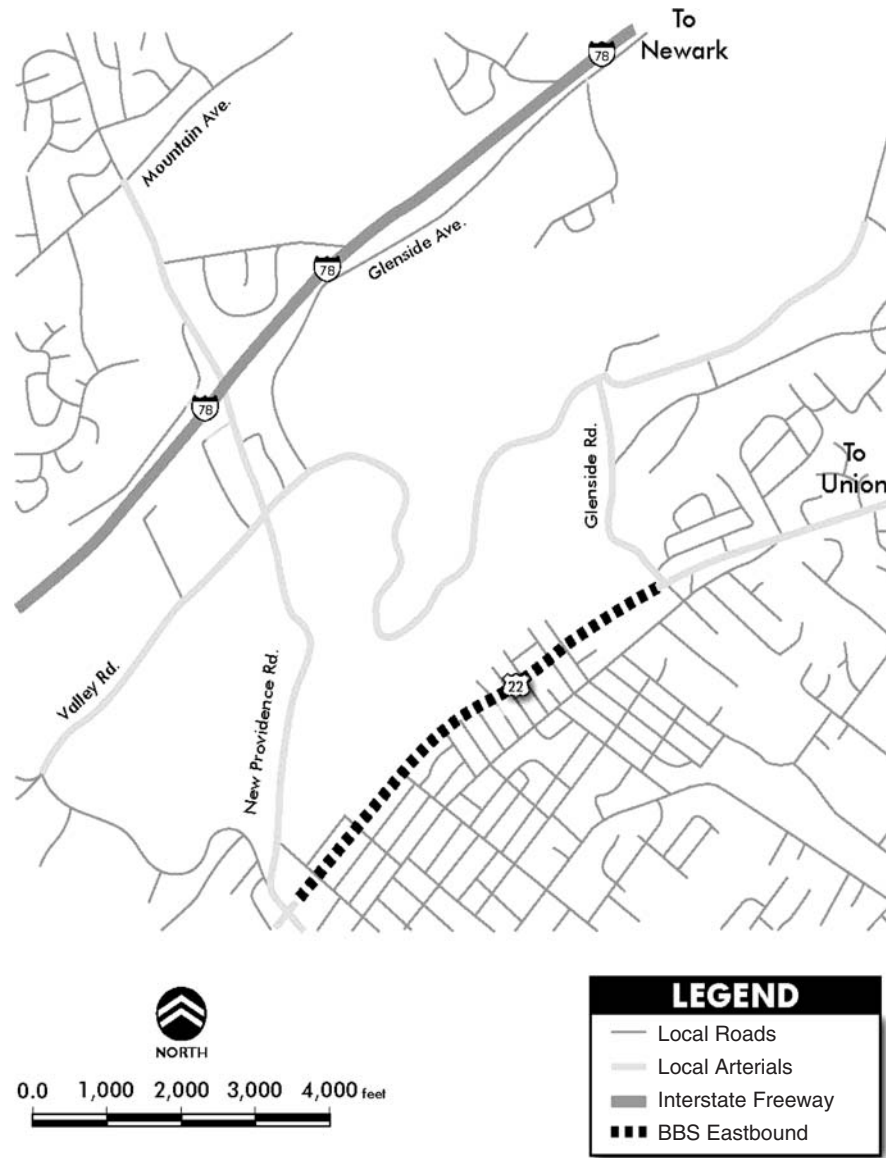 To
Newark
78
Mountain Ave.
Glenside Ave.
78
78
Glenside Rd.
To
Union
22
Valley Rd.
New Providence Rd.
NORTH
0.0 1,000 2,000 3,000 4,000 feet
LEGEND
Local Roads
Local Arterials
Interstate Freeway
BBS Eastbound